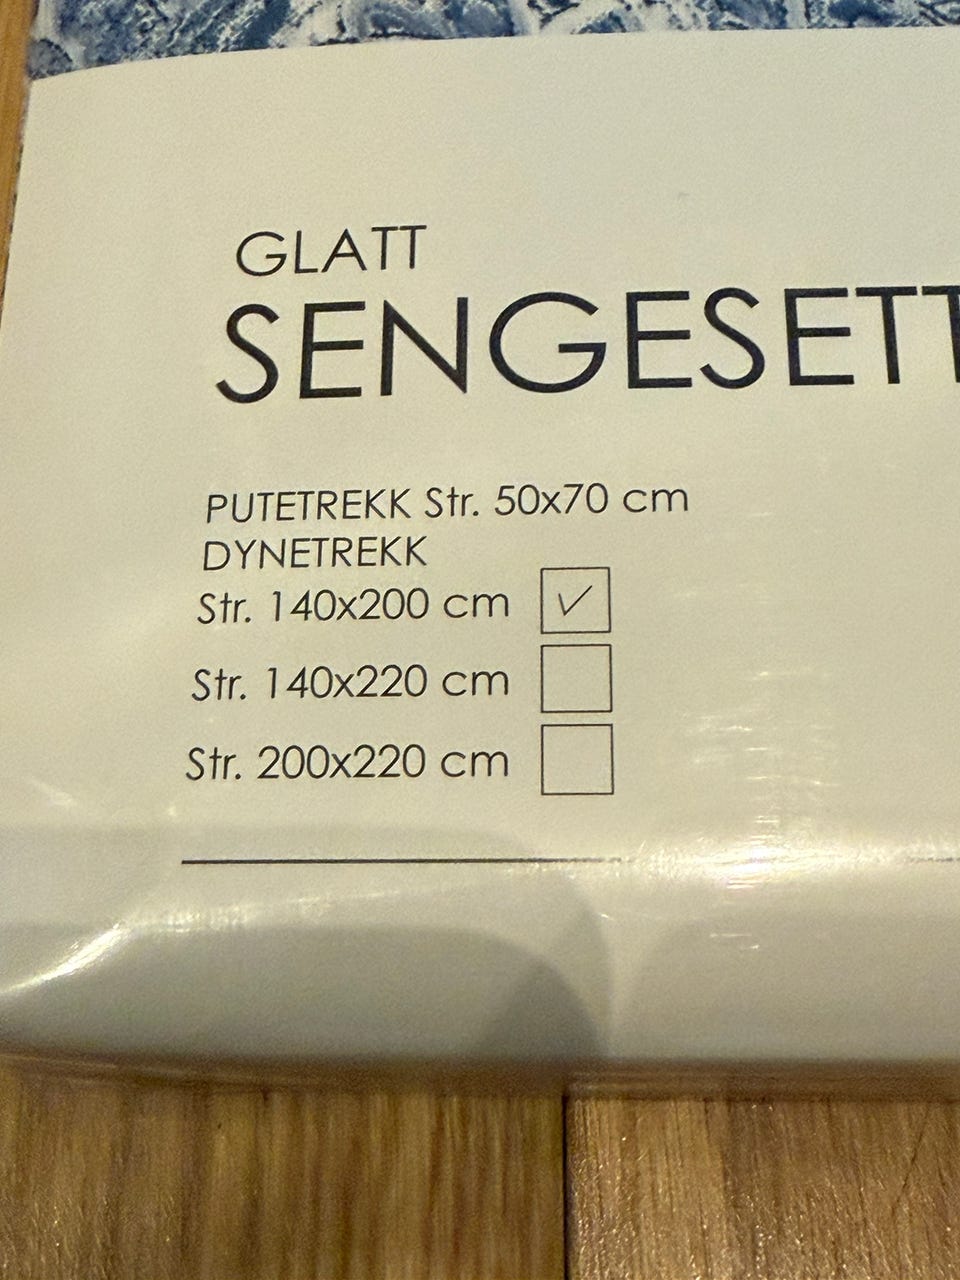 GLATT
SENGESETT
PUTETREKK Str. 50x70 cm
DYNETREKK
Str. 140x200 cm ✓
Str. 140x220 cm
Str. 200x220 cm